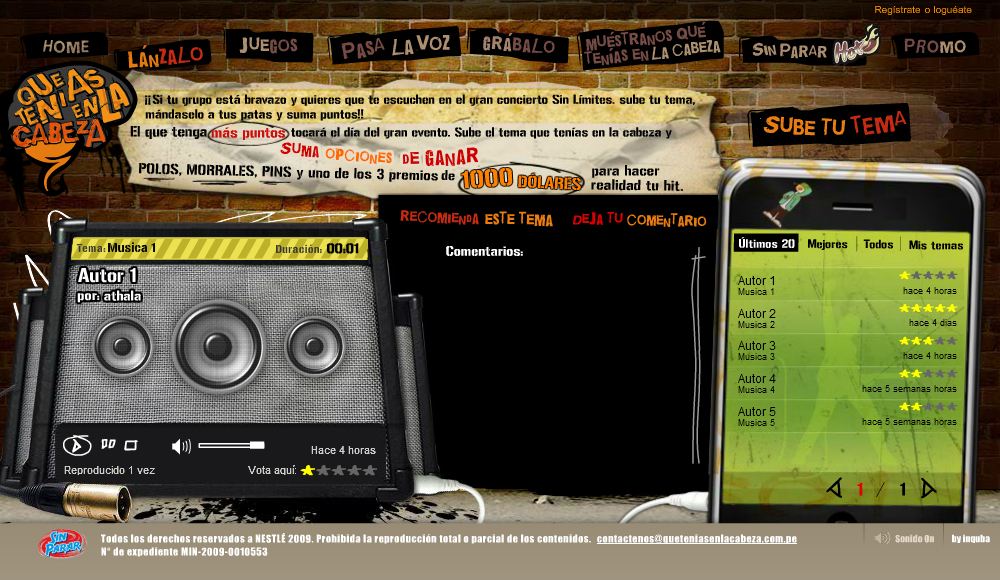 Regístrate o loguéate
HOME
LÁNZALO
JUEGOS
PASA LA VOZ
GRÁBALO
MUÉSTRANOS QUÉ
TENÍAS EN LA CABEZA
SIN PARAR Hot
PROMO
QUE
TENIAS
EN LA
CABEZA
¡¡Si tu grupo está bravazo y quieres que te escuchen en el gran concierto Sin Límites. sube tu tema,
mándaselo a tus patas y suma puntos!!
El que tenga más puntos tocará el día del gran evento. Sube el tema que tenías en la cabeza y
SUMA OPCIONES DE GANAR
POLOS, MORRALES, PINS y uno de los 3 premios de 1000 DÓLARES para hacer
realidad tu hit.
SUBE TU TEMA
RECOMIENDA ESTE TEMA
DEJA TU COMENTARIO
Comentarios:
Tema: Musica 1
Duración: 00:01
Autor 1
por: athala
Hace 4 horas
Reproducido 1 vez
Vota aquí:
Últimos 20
Mejores
Todos
Mis temas
Autor 1
Musica 1
hace 4 horas
Autor 2
Musica 2
hace 4 días
Autor 3
Musica 3
hace 4 horas
Autor 4
Musica 4
hace 5 semanas horas
Autor 5
Musica 5
hace 5 semanas horas
1 / 1
SIN
PARAR
Todos los derechos reservados a NESTLÉ 2009. Prohibida la reproducción total o parcial de los contenidos. contactenos@queteniasenlacabeza.com.pe
N° de expediente MIN-2009-0010553
Sonido On
by inquba